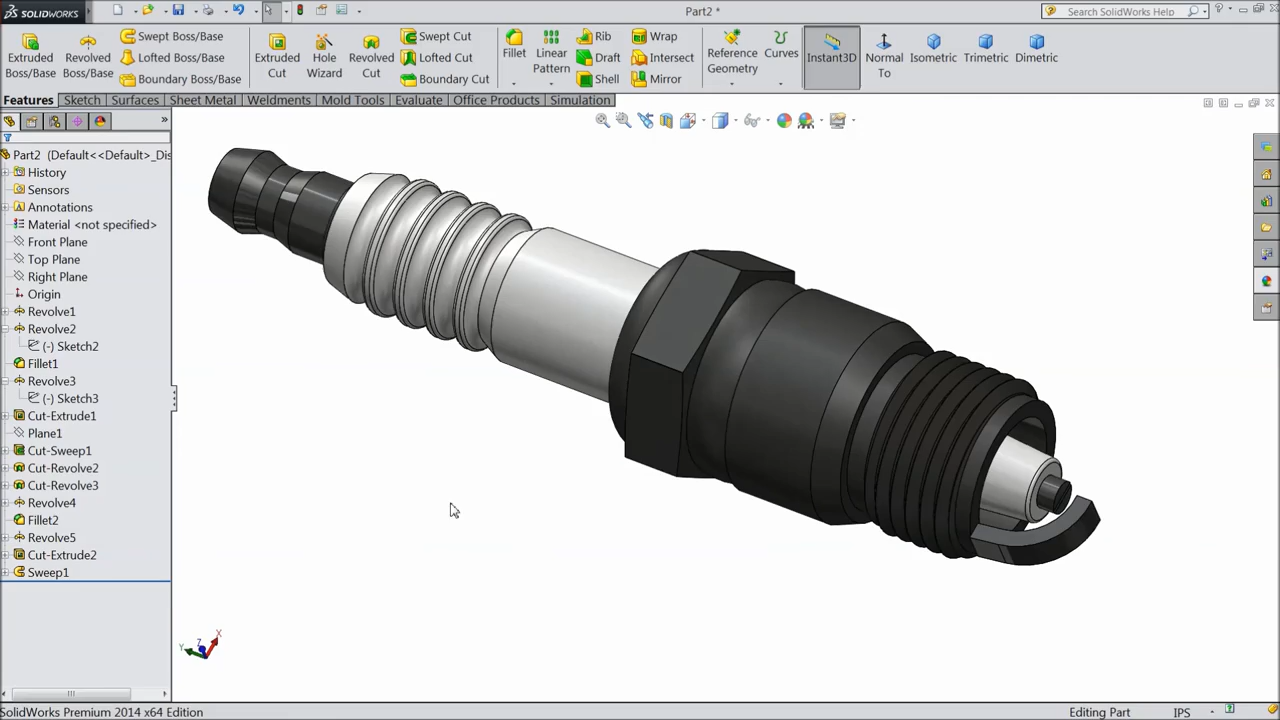 SOLIDWORKS
Part2 *
Search SolidWorks Help
Extruded Boss/Base
Revolved Boss/Base
Swept Boss/Base
Lofted Boss/Base
Boundary Boss/Base
Extruded Cut
Hole Wizard
Revolved Cut
Swept Cut
Lofted Cut
Boundary Cut
Fillet
Linear Pattern
Rib
Draft
Shell
Wrap
Intersect
Mirror
Reference Geometry
Curves
Instant3D
Normal To
Isometric
Trimetric
Dimetric
Features
Sketch
Surfaces
Sheet Metal
Weldments
Mold Tools
Evaluate
Office Products
Simulation
Part2 (Default<<Default>_Dis
History
Sensors
Annotations
Material <not specified>
Front Plane
Top Plane
Right Plane
Origin
Revolve1
Revolve2
(-) Sketch2
Fillet1
Revolve3
(-) Sketch3
Cut-Extrude1
Plane1
Cut-Sweep1
Cut-Revolve2
Cut-Revolve3
Revolve4
Fillet2
Revolve5
Cut-Extrude2
Sweep1
X
Y
Z
SolidWorks Premium 2014 x64 Edition
Editing Part
IPS